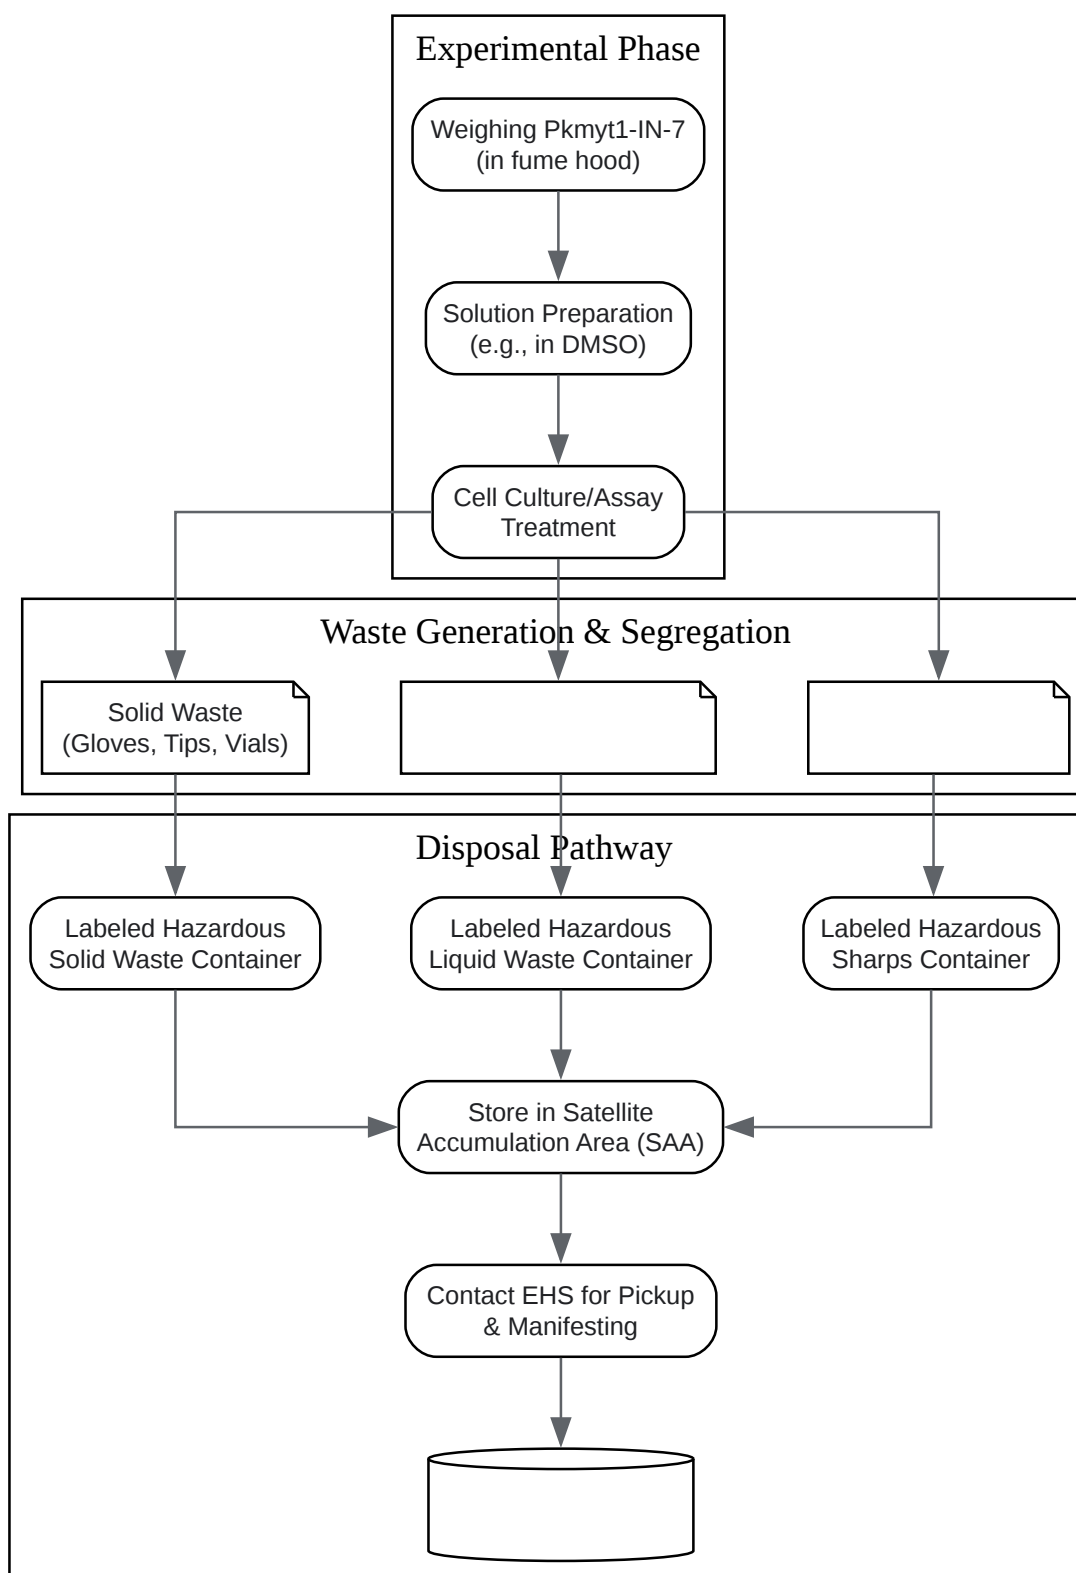 Experimental Phase
Weighing Pkmyt1-IN-7
(in fume hood)
Solution Preparation
(e.g., in DMSO)
Cell Culture/Assay
Treatment
Waste Generation & Segregation
Solid Waste
(Gloves, Tips, Vials)
Disposal Pathway
Labeled Hazardous
Solid Waste Container
Labeled Hazardous
Liquid Waste Container
Labeled Hazardous
Sharps Container
Store in Satellite
Accumulation Area (SAA)
Contact EHS for Pickup
& Manifesting